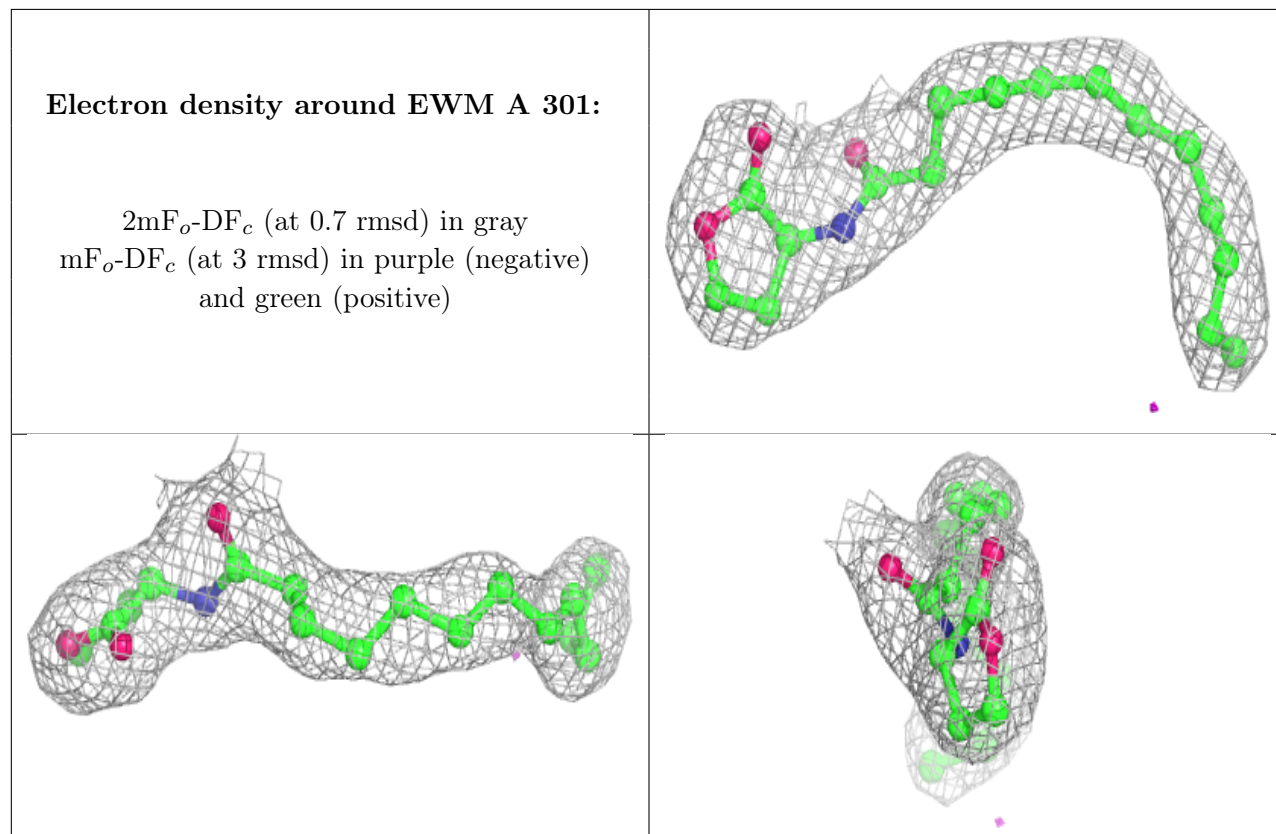 Electron density around EWM A 301:
2mFo-DFc (at 0.7 rmsd) in gray
mFo-DFc (at 3 rmsd) in purple (negative)
and green (positive)